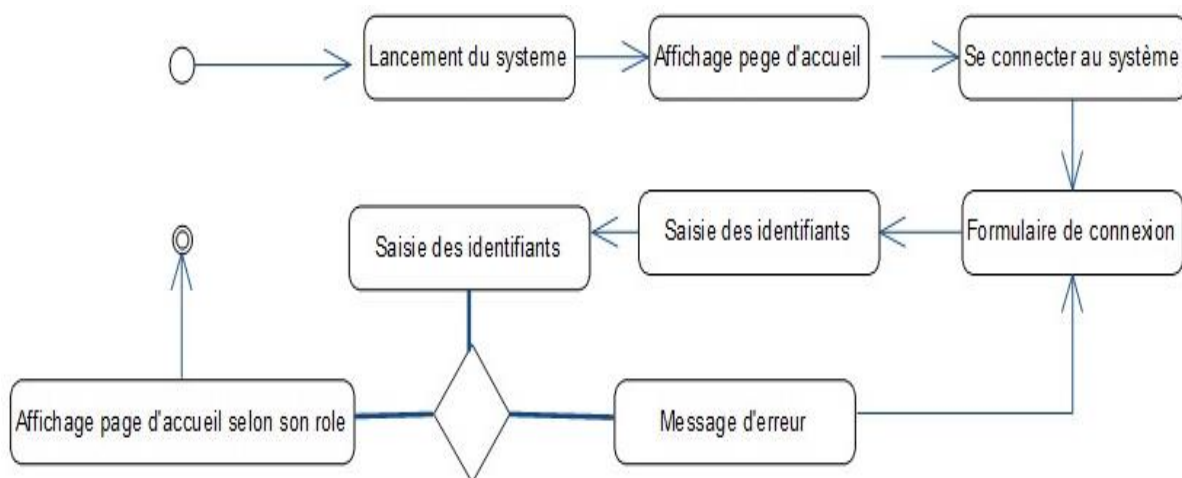 Lancement du systeme
Affichage pege d'accueil
Se connecter au système
Formulaire de connexion
Saisie des identifiants
Saisie des identifiants
Affichage page d'accueil selon son role
Message d'erreur